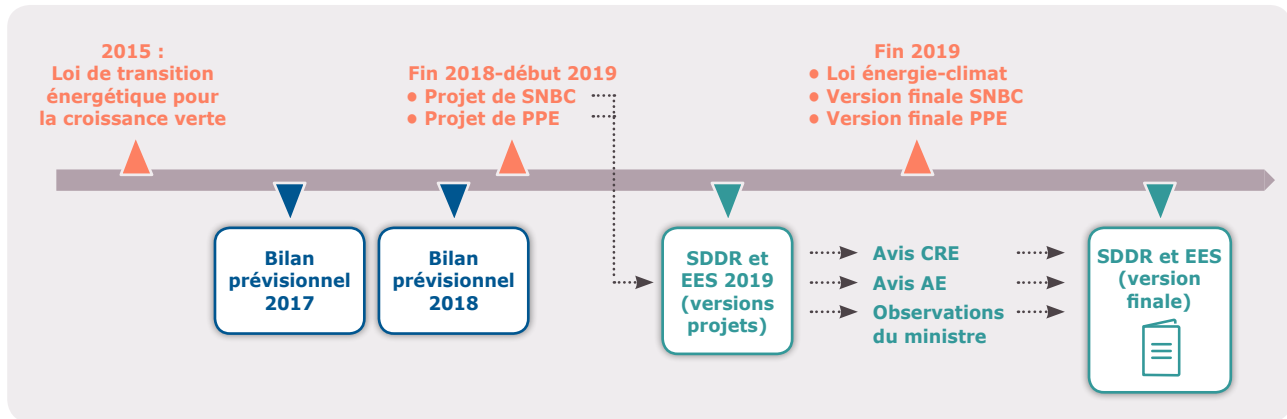 2015 :
Loi de transition
énergétique pour
la croissance verte
Fin 2018-début 2019
• Projet de SNBC
• Projet de PPE
Fin 2019
• Loi énergie-climat
• Version finale SNBC
• Version finale PPE
Bilan
prévisionnel
2017
Bilan
prévisionnel
2018
SDDR et
EES 2019
(versions
projets)
Avis CRE
Avis AE
Observations
du ministre
SDDR et EES
(version
finale)